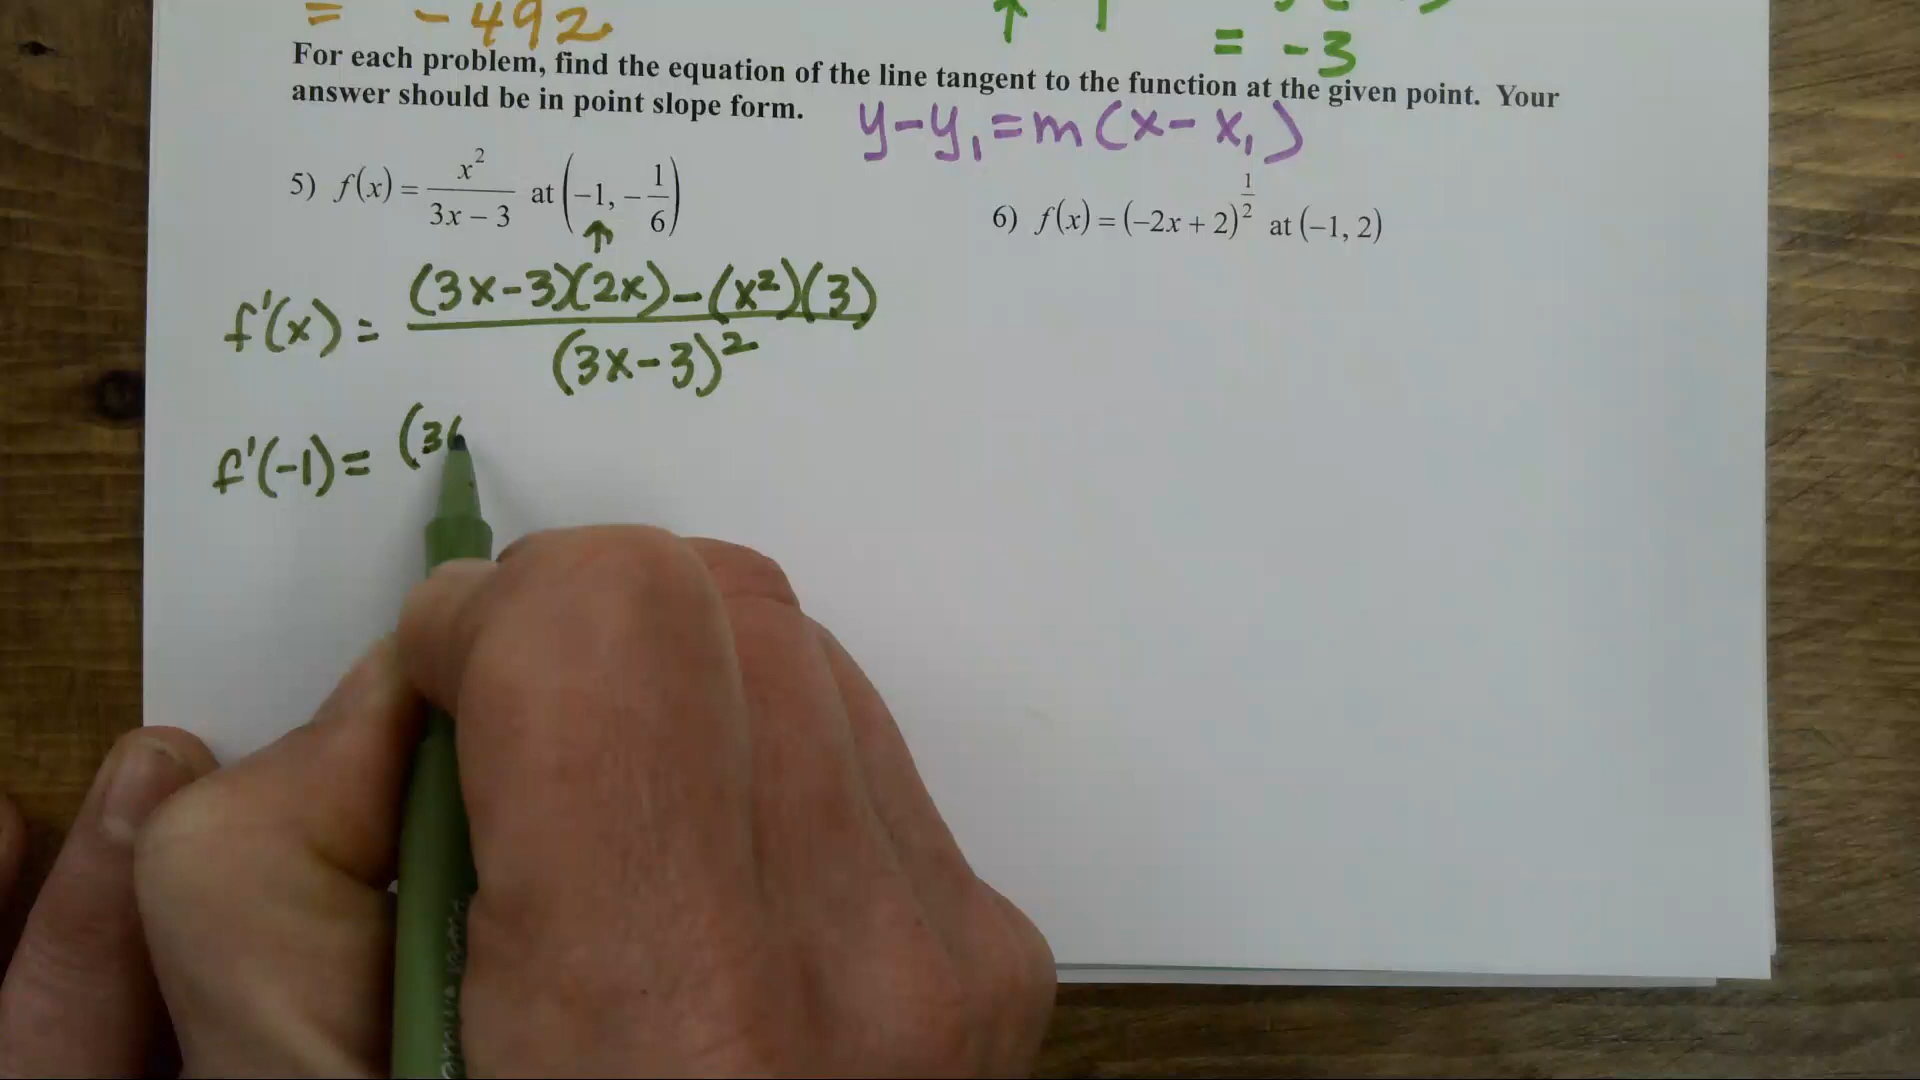 = -492
= -3
For each problem, find the equation of the line tangent to the function at the given point. Your
answer should be in point slope form. y-y₁=m(x-x₁)
5) f(x) = x²/(3x – 3) at (–1, –1/6)
6) f(x) = (–2x + 2)^(1/2) at (–1, 2)
f'(x) = ((3x-3)(2x)-(x²)(3))/(3x-3)²
f'(-1) = (3(